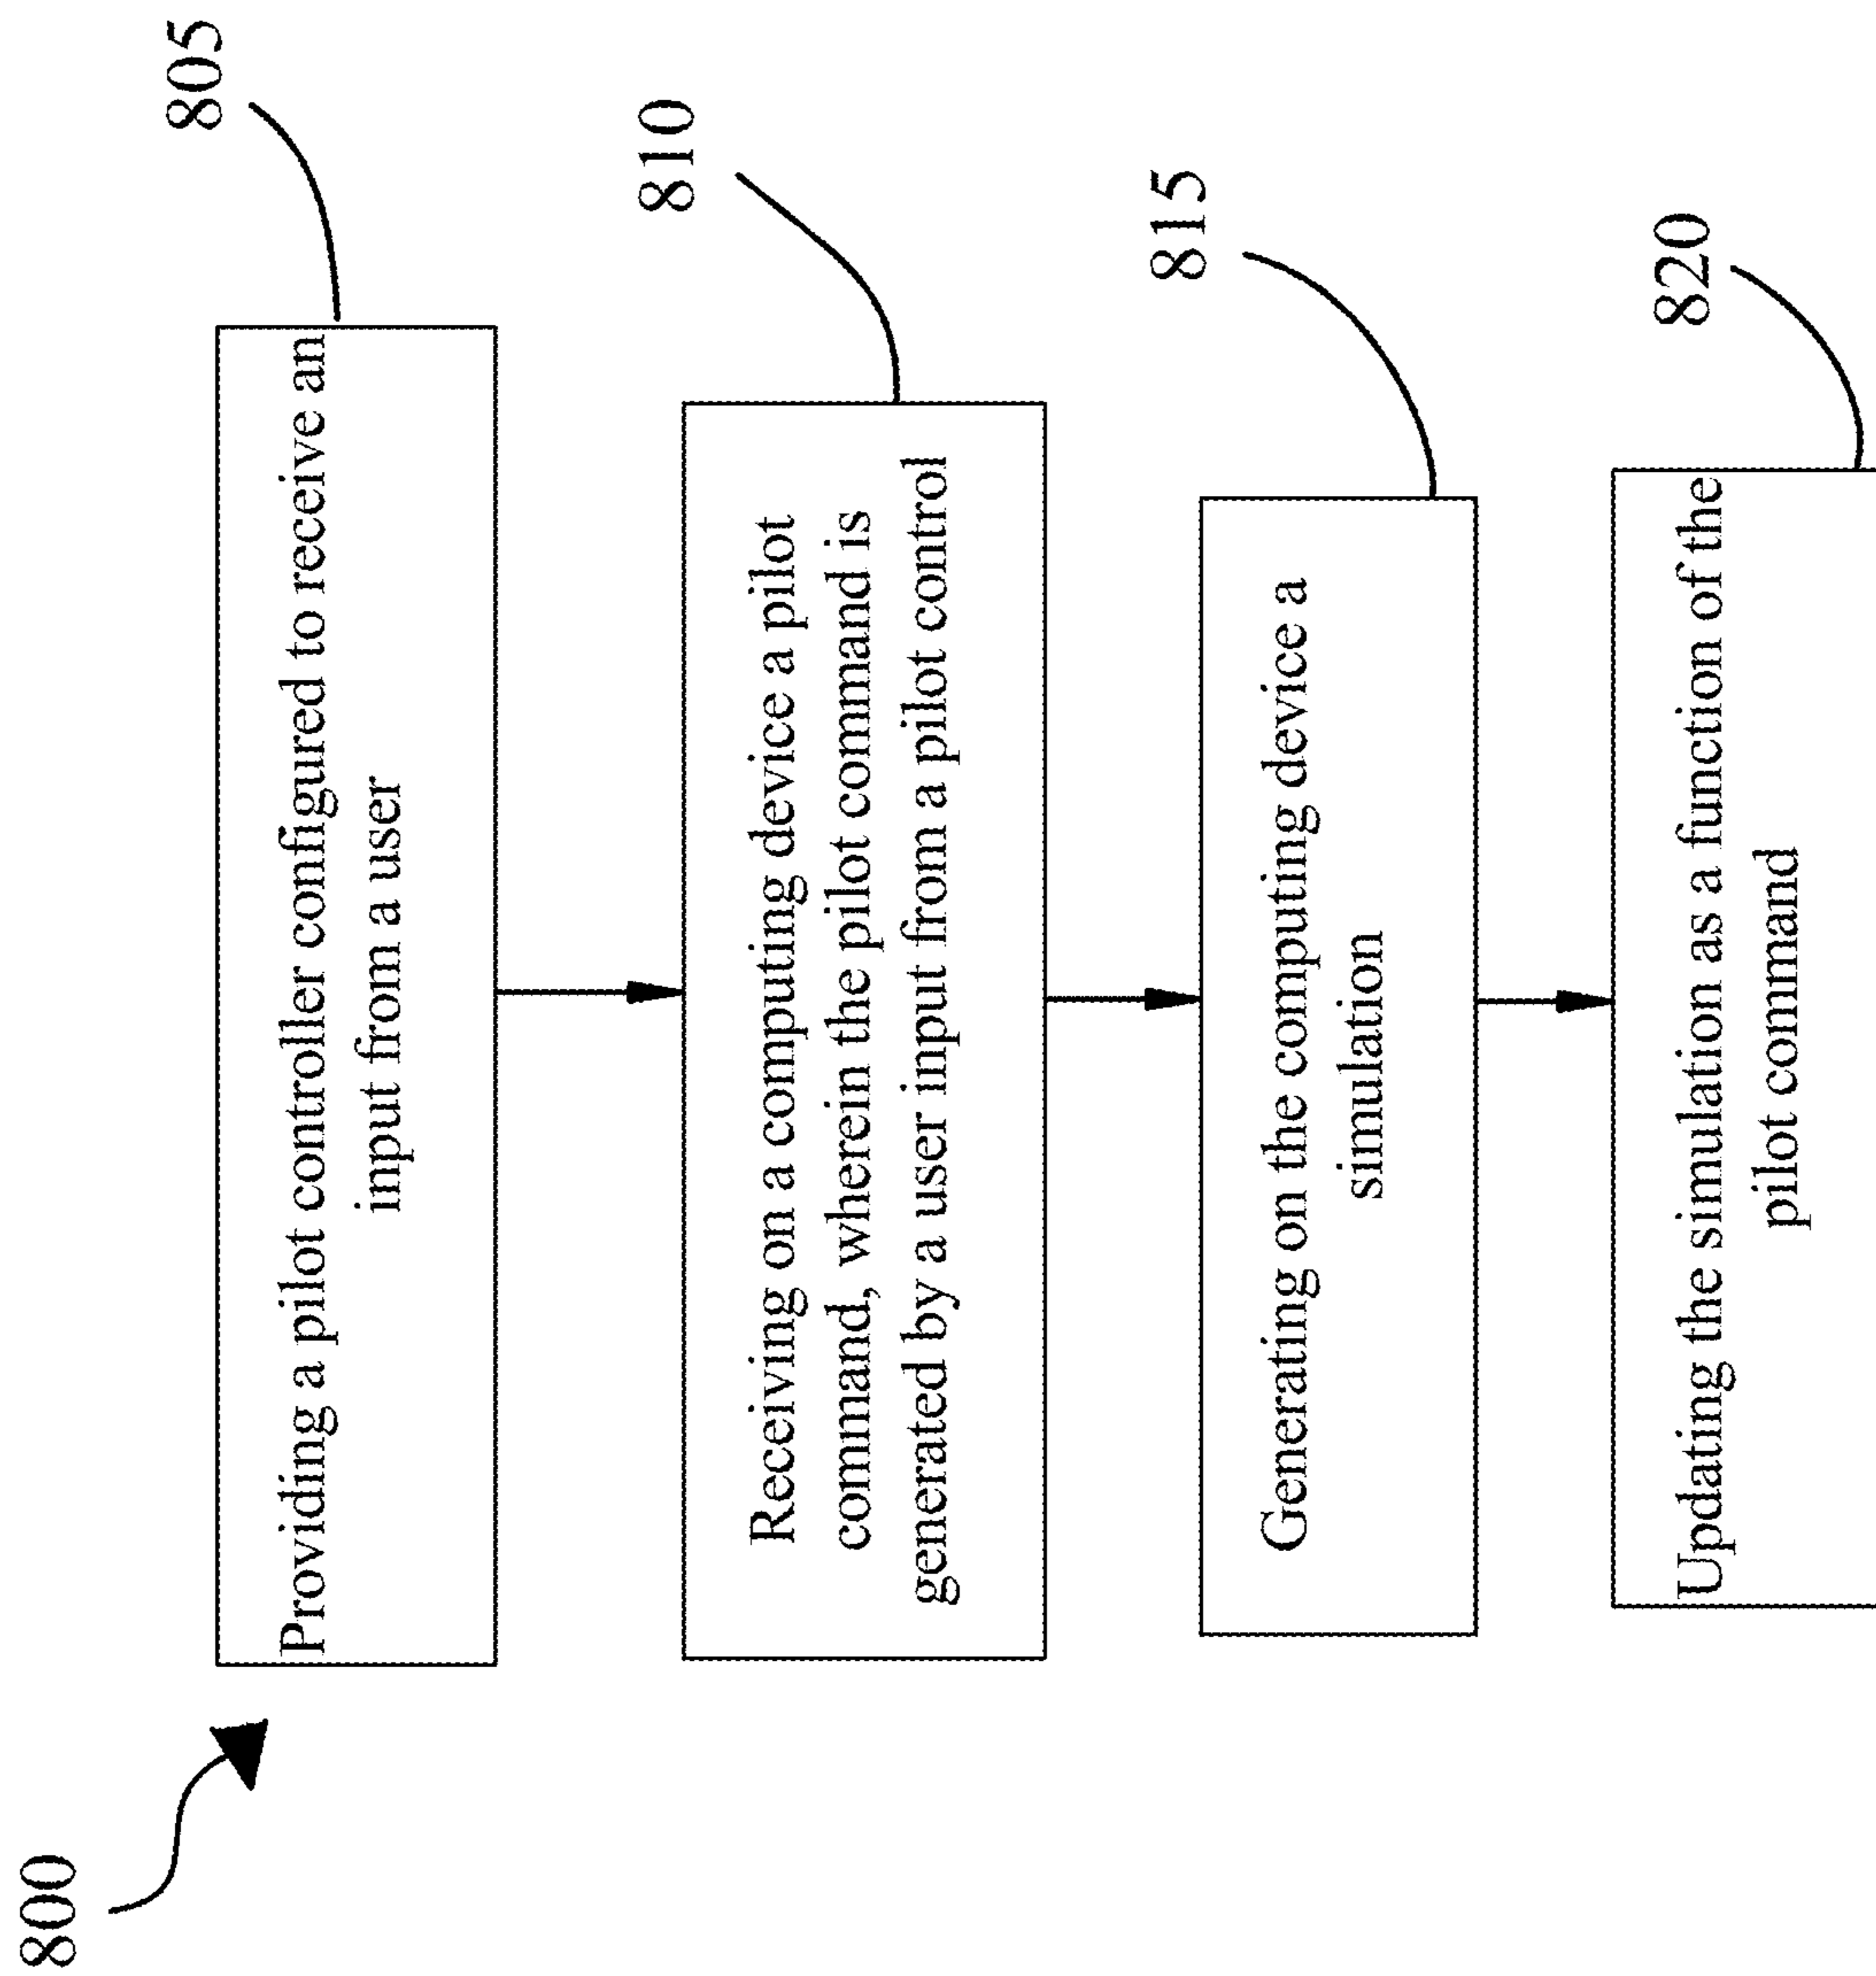 800
805
Providing a pilot controller configured to receive an
input from a user
810
Receiving on a computing device a pilot
command, wherein the pilot command is
generated by a user input from a pilot control
815
Generating on the computing device a
simulation
820
Updating the simulation as a function of the
pilot command